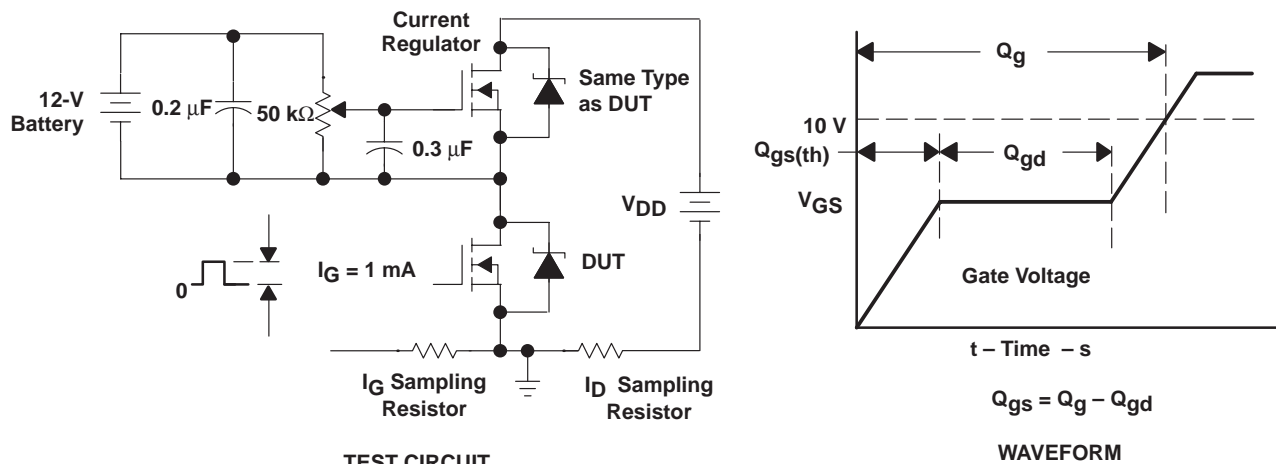 Current
Regulator
12-V
Battery
0.2 μF
50 kΩ
0.3 μF
Same Type
as DUT
VDD
IG = 1 mA
DUT
0
IG Sampling
Resistor
ID Sampling
Resistor
TEST CIRCUIT
Qg
10 V
Qgs(th)
Qgd
VGS
Gate Voltage
t – Time – s
Qgs = Qg – Qgd
WAVEFORM